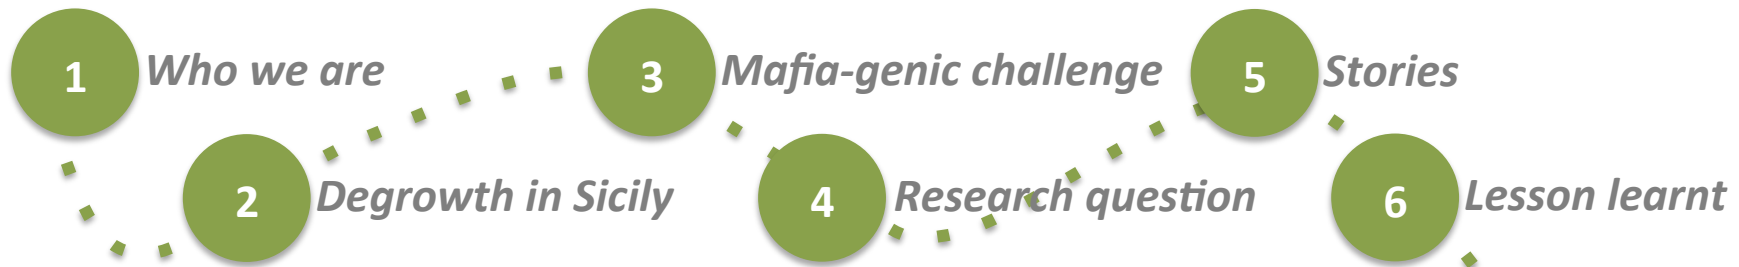 1 Who we are
2 Degrowth in Sicily
3 Mafia-genic challenge
4 Research question
5 Stories
6 Lesson learnt